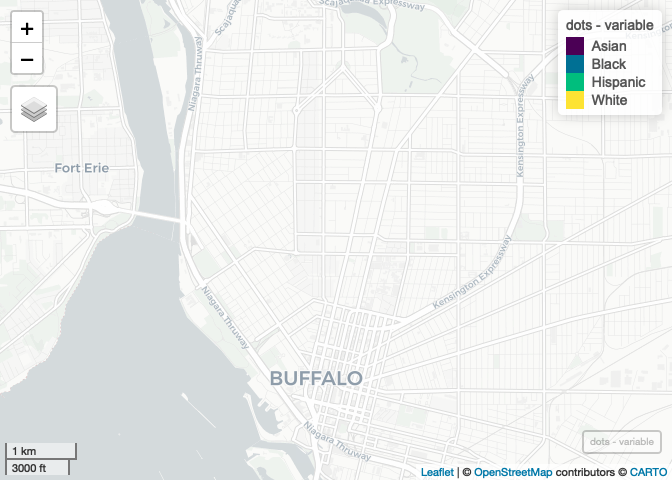 +
−
Scajaquada Expressway
dots - variable
Asian
Black
Hispanic
White
Niagara Thruway
Scajaqua
Kensington Expressway
Fort Erie
Kensington Expressway
Niagara Thruway
BUFFALO
Niagara Thruway
1 km
3000 ft
dots - variable
Leaflet | © OpenStreetMap contributors © CARTO